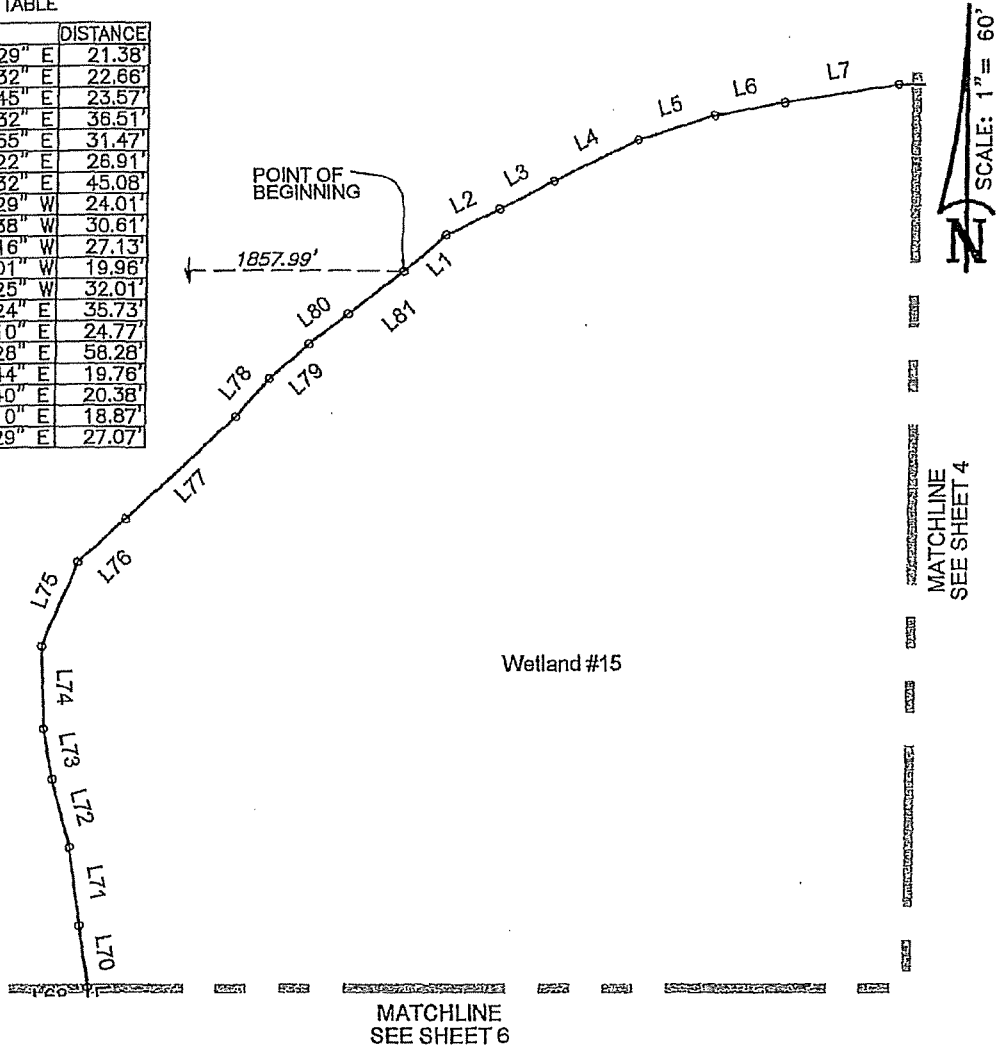 TABLE
DISTANCE
29" E 21.38'
32" E 22.66'
45" E 23.57'
32" E 36.51'
55" E 31.47'
22" E 26.91'
32" E 45.08'
29" W 24.01'
38" W 30.61'
16" W 27.13'
01" W 19.96'
25" W 32.01'
24" E 35.73'
0" E 24.77'
28" E 58.28'
44" E 19.76'
40" E 20.38'
0" E 18.87'
29" E 27.07'
POINT OF
BEGINNING
1857.99'
L1
L2
L3
L4
L5
L6
L7
L81
L80
L79
L78
L77
L76
L75
L74
L73
L72
L71
L70
Wetland #15
MATCHLINE
SEE SHEET 4
MATCHLINE
SEE SHEET 6
N
SCALE: 1"= 60'